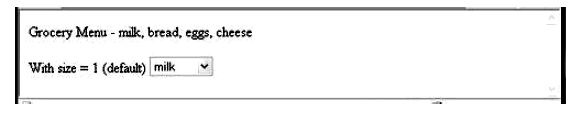 Grocery Menu - milk, bread, eggs, cheese
With size = 1 (default) milk